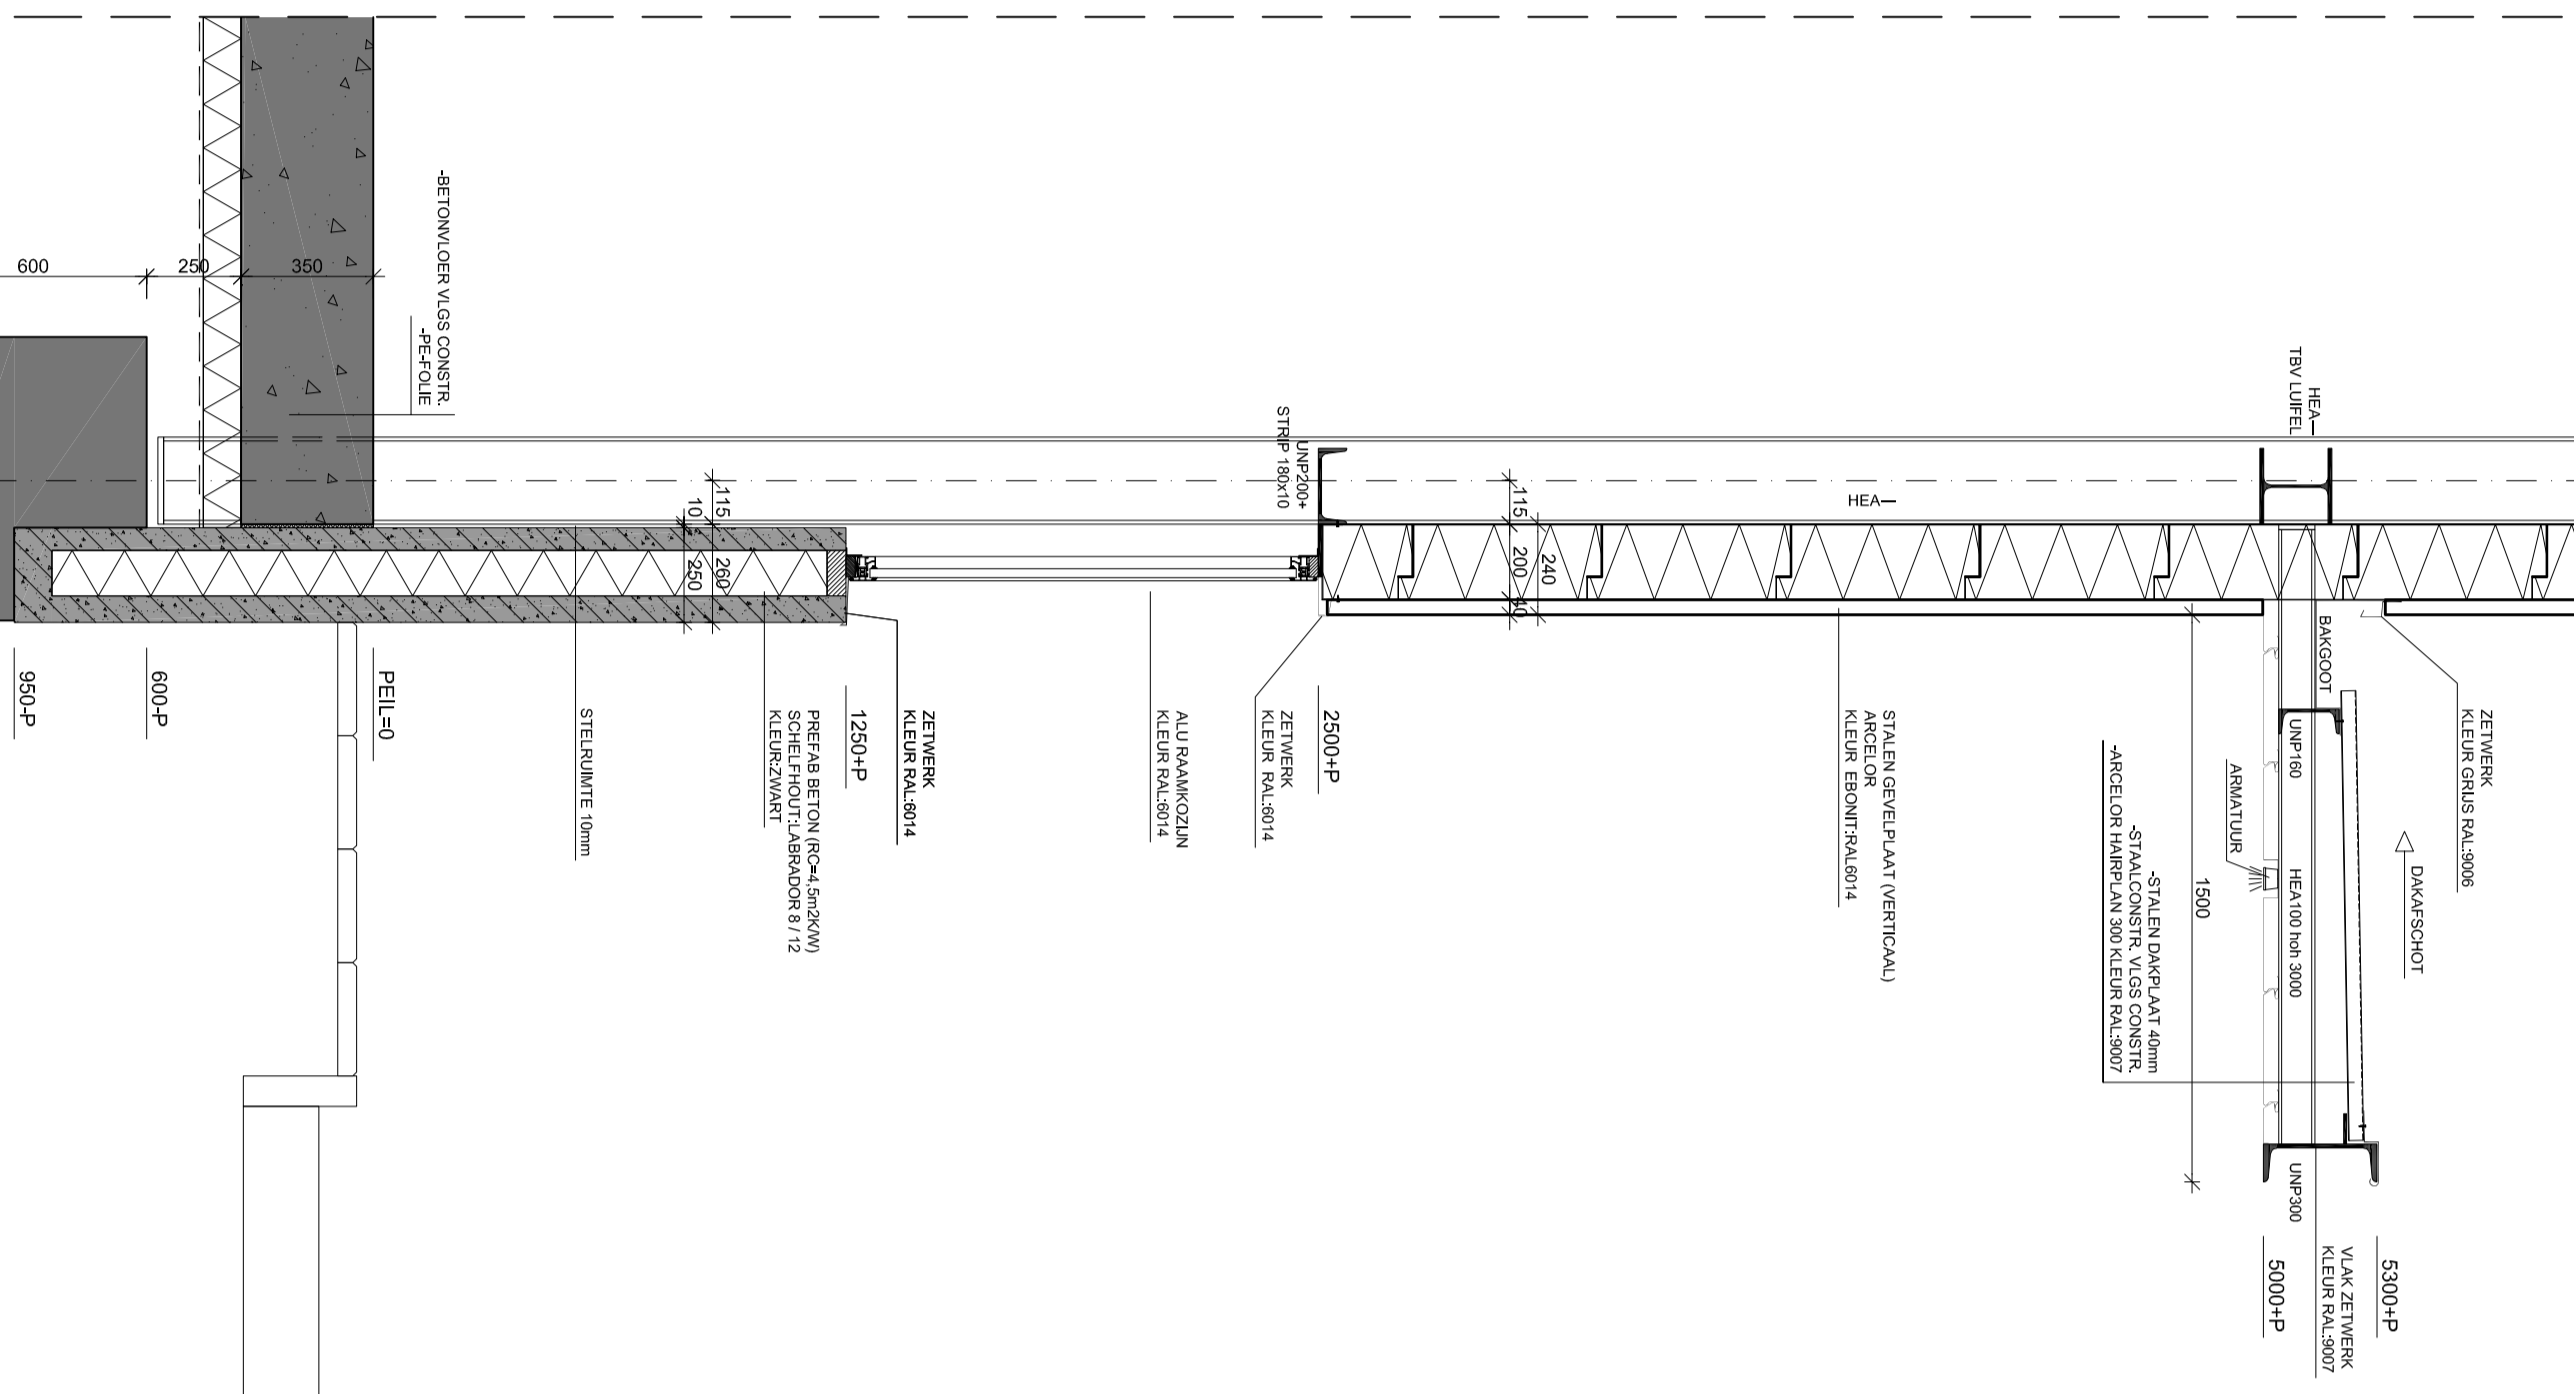 600
250
350
-BETONVLOER VLGS CONSTR.
-PE-FOLIE
950-P
600-P
PEIL=0
STELRUIMTE 10mm
115
10
260
250
PREFAB BETON (RC=4,5m2K/W)
SCHELFHOUT:LABRADOR 8 / 12
KLEUR:ZWART
1250+P
ZETWERK
KLEUR RAL:6014
ALU RAAMKOZIJN
KLEUR RAL:6014
ZETWERK
KLEUR RAL:6014
2500+P
UNP200+
STRIP 180x10
115
200
240
40
HEA—
STALEN GEVELPLAAT (VERTICAAL)
ARCELOR
KLEUR EBONIT:RAL6014
HEA—
TBV LUIFEL
BAKGOOT
UNP160
HEA100 hoh 3000
UNP300
ARMATUUR
1500
-STALEN DAKPLAAT 40mm
-STAALCONSTR. VLGS CONSTR.
-ARCELOR HAIRPLAN 300 KLEUR RAL:9007
ZETWERK
KLEUR GRIJS RAL:9006
DAKAFSCHOT
5300+P
5000+P
VLAK ZETWERK
KLEUR RAL:9007